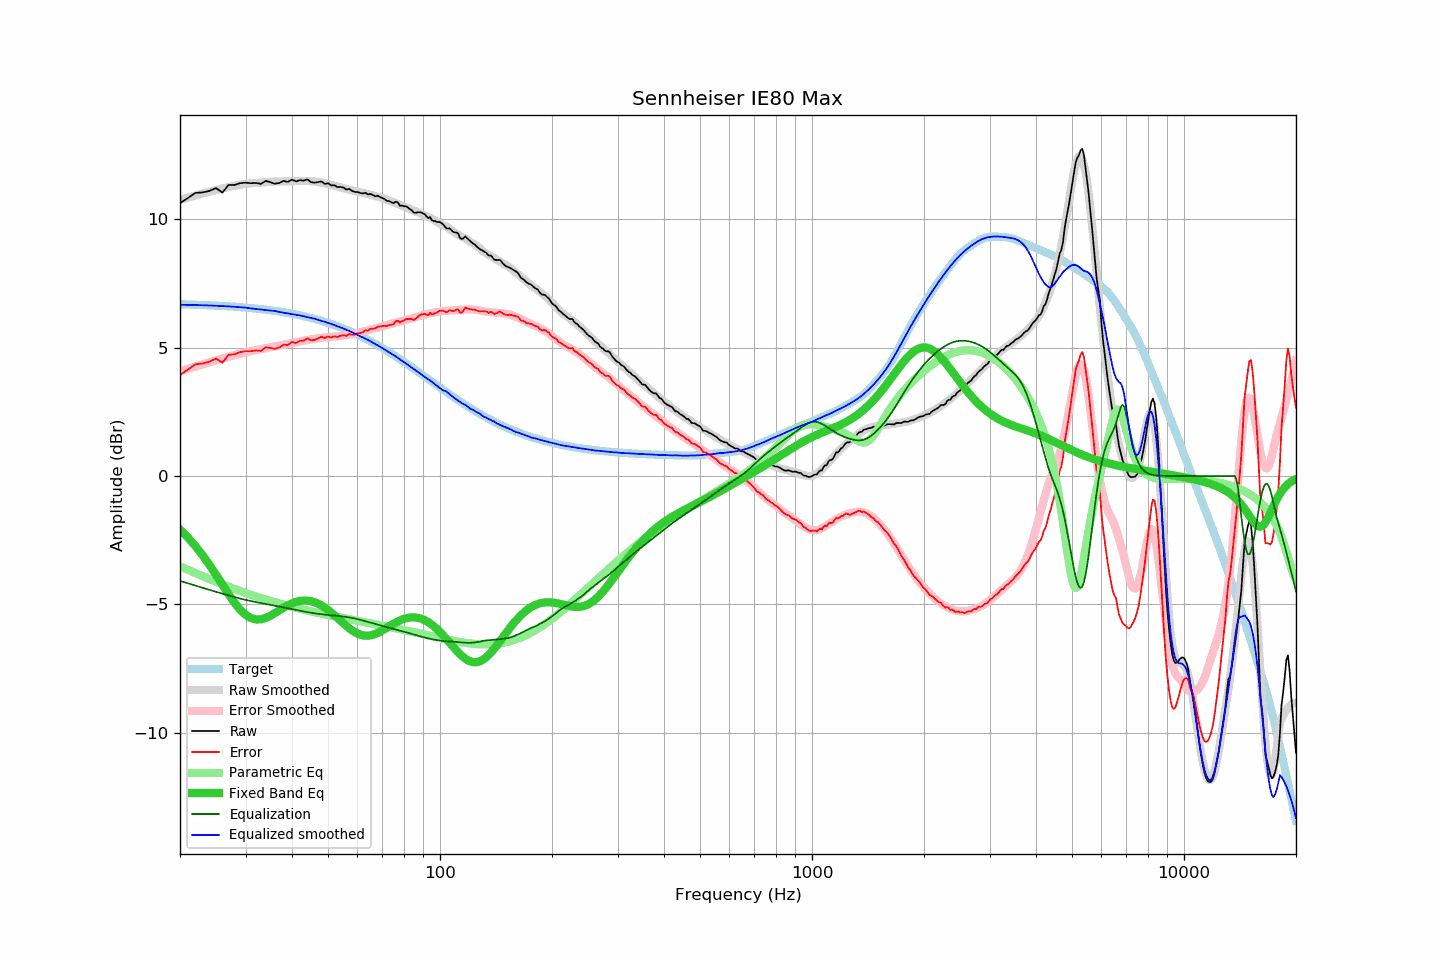 Sennheiser IE80 Max
Amplitude (dBr)
10
5
0
−5
−10
Target
Raw Smoothed
Error Smoothed
Raw
Error
Parametric Eq
Fixed Band Eq
Equalization
Equalized smoothed
100
1000
10000
Frequency (Hz)